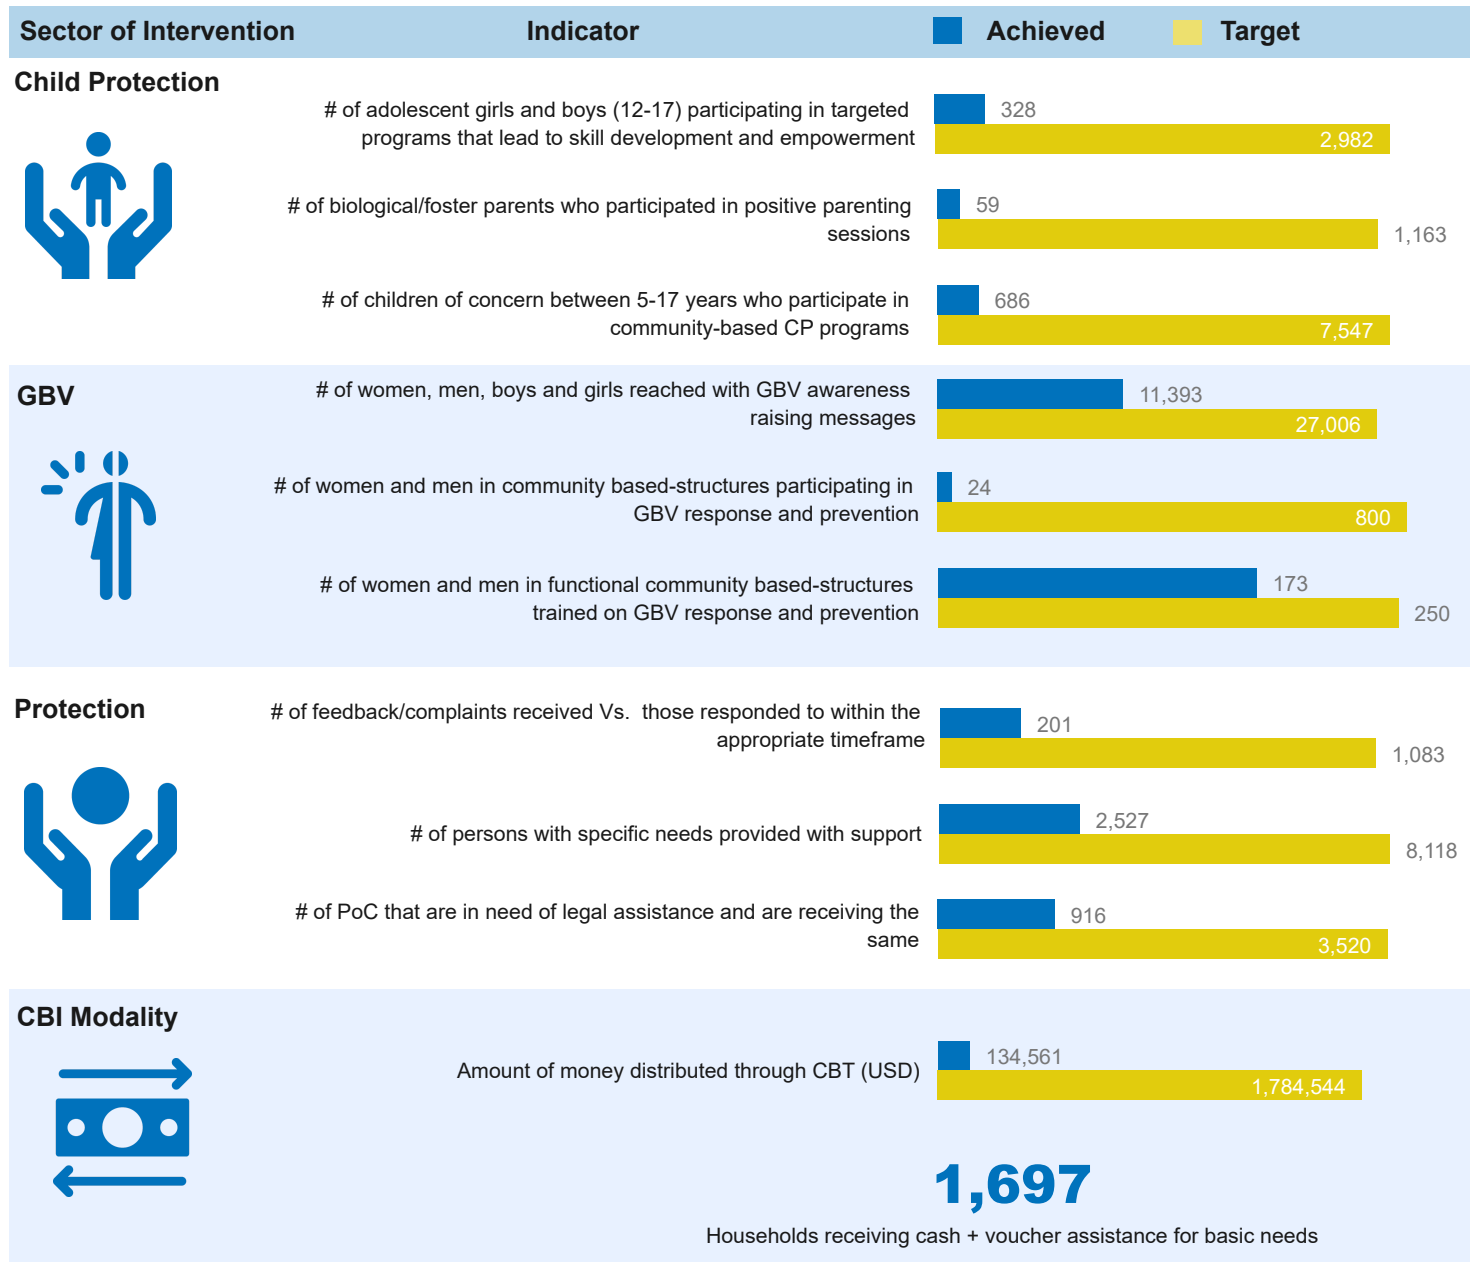 Sector of Intervention Indicator Achieved Target
Child Protection
# of adolescent girls and boys (12-17) participating in targeted
programs that lead to skill development and empowerment
328
2,982
# of biological/foster parents who participated in positive parenting
sessions
59
1,163
# of children of concern between 5-17 years who participate in
community-based CP programs
686
7,547
GBV
# of women, men, boys and girls reached with GBV awareness
raising messages
11,393
27,006
# of women and men in community based-structures participating in
GBV response and prevention
24
800
# of women and men in functional community based-structures
trained on GBV response and prevention
173
250
Protection
# of feedback/complaints received Vs. those responded to within the
appropriate timeframe
201
1,083
# of persons with specific needs provided with support
2,527
8,118
# of PoC that are in need of legal assistance and are receiving the
same
916
3,520
CBI Modality
Amount of money distributed through CBT (USD)
134,561
1,784,544
1,697
Households receiving cash + voucher assistance for basic needs